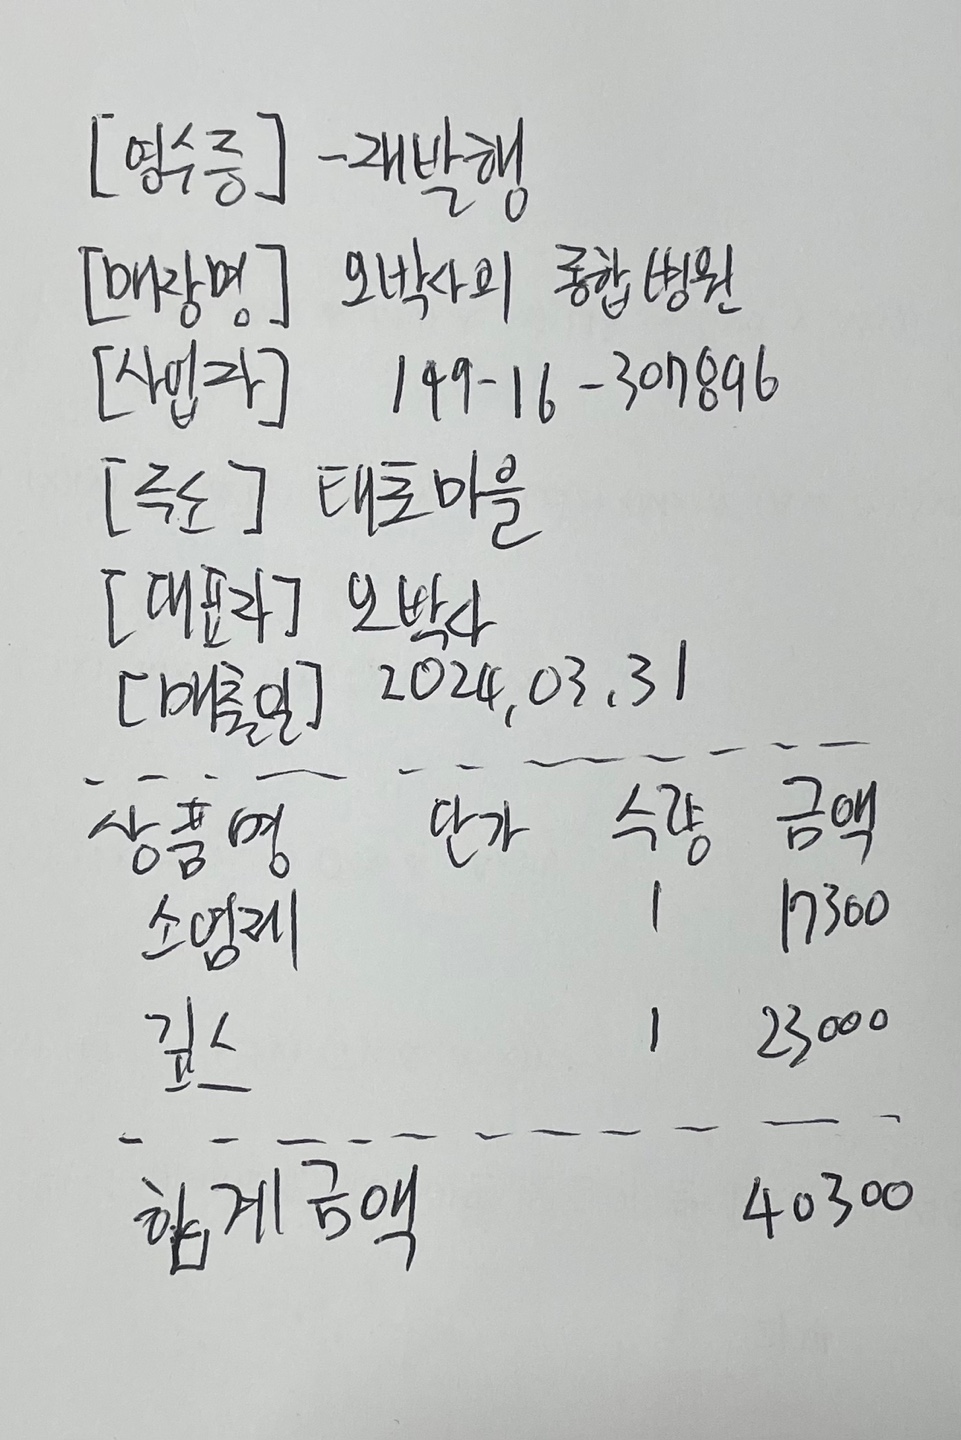 [영수증] -재발행
[매장명] 오박사의 종합병원
[사업자] 149-16-307896
[주소] 태토마을
[대표자] 오박사
[매출일] 2024.03.31
상품명 단가 수량 금액
소염제 1 17300
깁스 1 23000
합계금액 40300